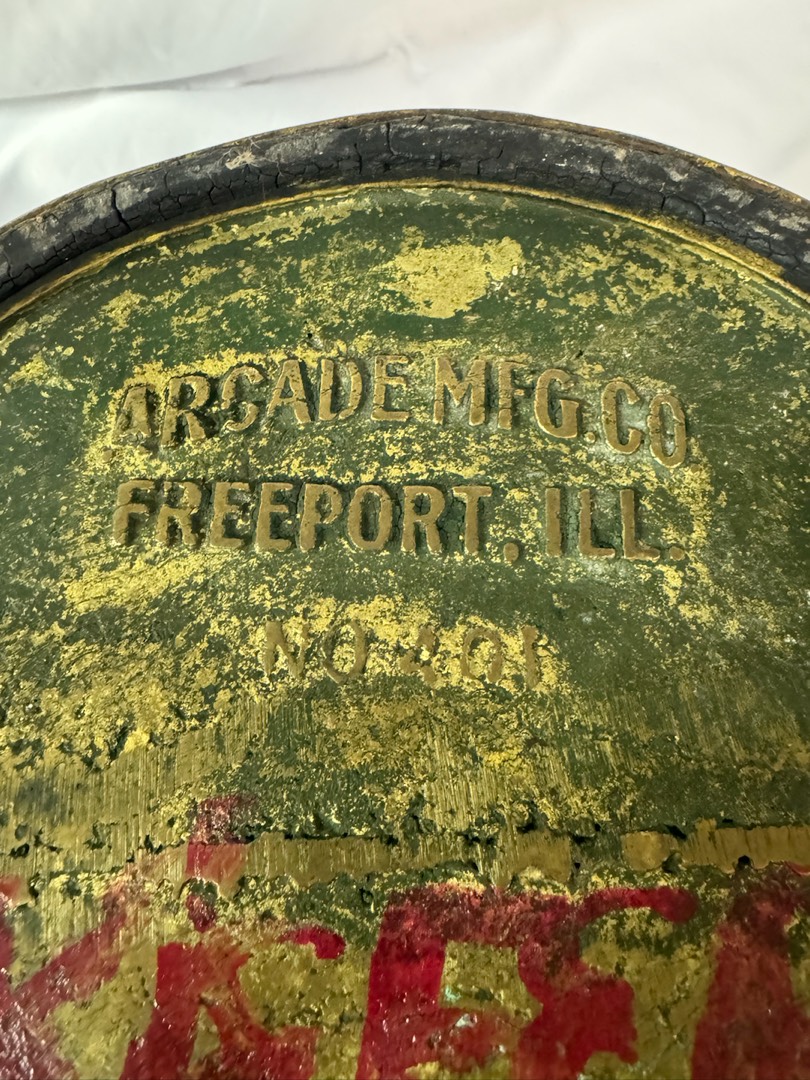 ARCADE MFG.CO.
FREEPORT, ILL.
NO 401